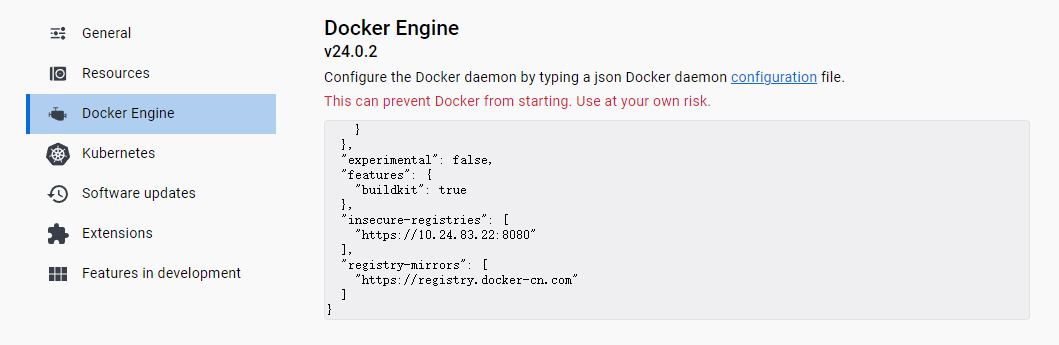 General
Resources
Docker Engine
Kubernetes
Software updates
Extensions
Features in development
Docker Engine
v24.0.2
Configure the Docker daemon by typing a json Docker daemon configuration file.
This can prevent Docker from starting. Use at your own risk.
    }
  },
  "experimental": false,
  "features": {
    "buildkit": true
  },
  "insecure-registries": [
    "https://10.24.83.22:8080"
  ],
  "registry-mirrors": [
    "https://registry.docker-cn.com"
  ]
}